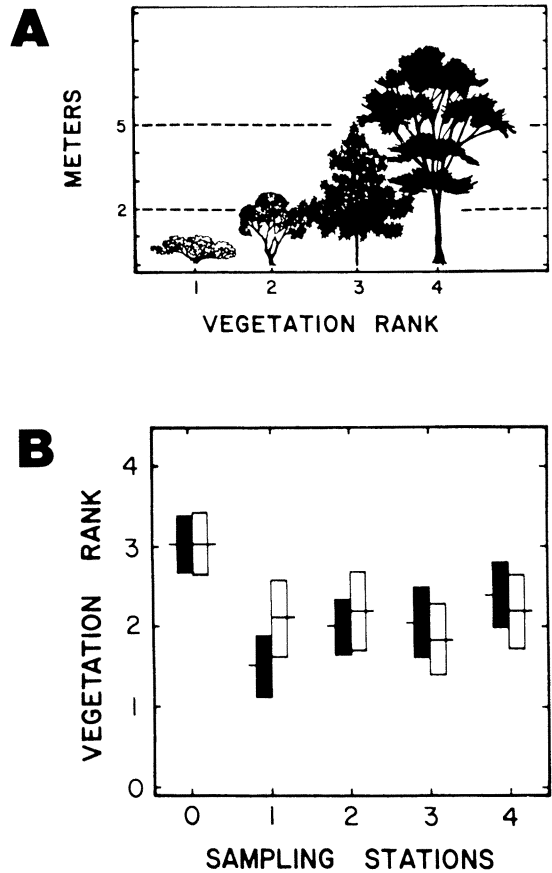 A
METERS
5
2
1 2 3 4
VEGETATION RANK
B
VEGETATION RANK
4
3
2
1
0
0 1 2 3 4
SAMPLING STATIONS